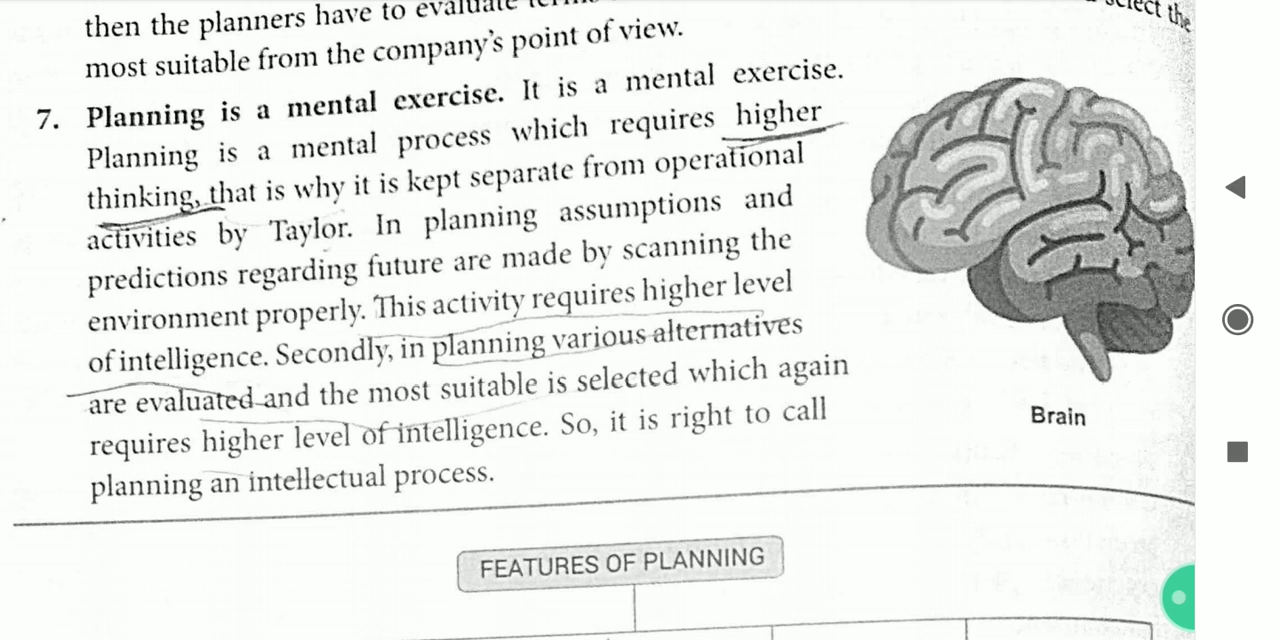 then the planners have to evaluate
select the
most suitable from the company's point of view.
7. Planning is a mental exercise. It is a mental exercise.
Planning is a mental process which requires higher
thinking, that is why it is kept separate from operational
activities by Taylor. In planning assumptions and
predictions regarding future are made by scanning the
environment properly. This activity requires higher level
of intelligence. Secondly, in planning various alternatives
are evaluated and the most suitable is selected which again
requires higher level of intelligence. So, it is right to call
planning an intellectual process.
Brain
FEATURES OF PLANNING